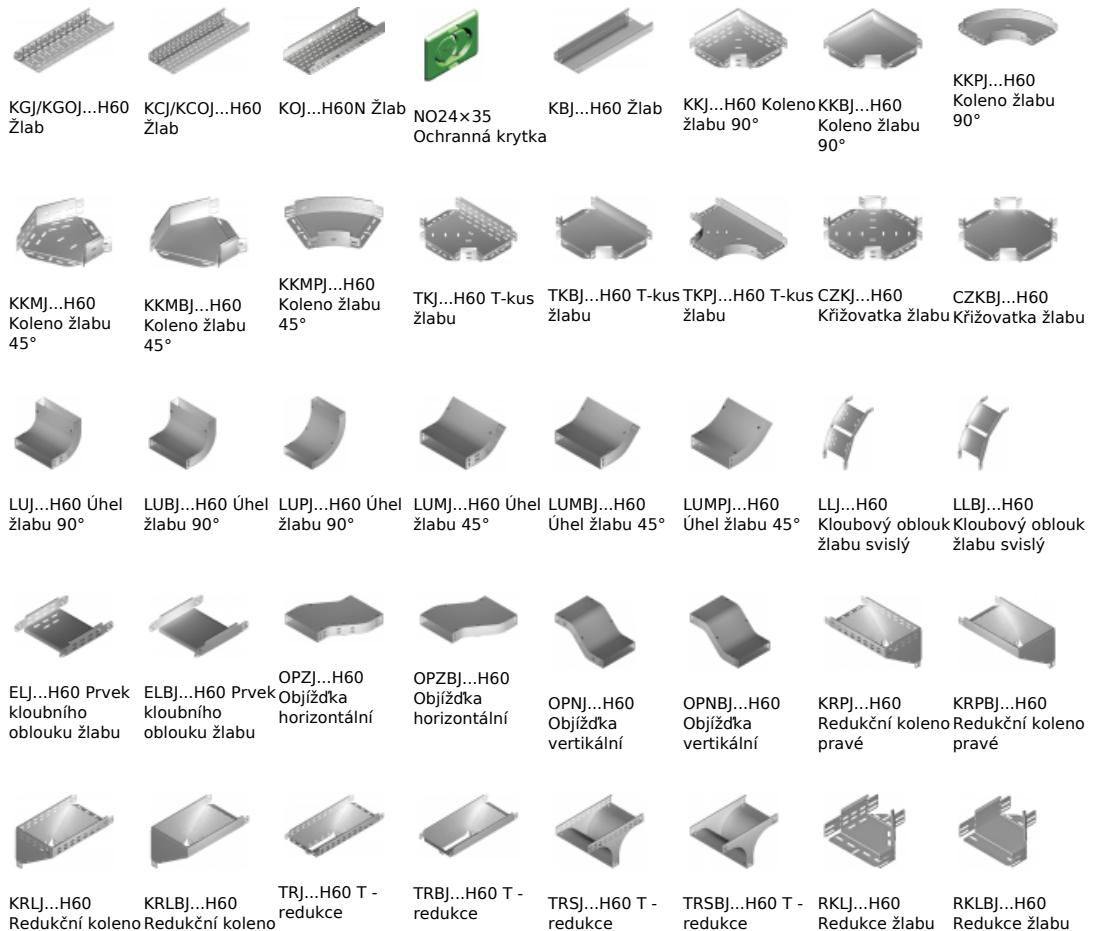 KGJ/KGOJ...H60
Žlab
KCJ/KCOJ...H60
Žlab
KOJ...H60N Žlab
NO24×35
Ochranná krytka
KBJ...H60 Žlab
KKJ...H60 Koleno
žlabu 90°
KKBJ...H60
Koleno žlabu
90°
KKPJ...H60
Koleno žlabu
90°
KKMJ...H60
Koleno žlabu
45°
KKMBJ...H60
Koleno žlabu
45°
KKMPJ...H60
Koleno žlabu
45°
TKJ...H60 T-kus
žlabu
TKBJ...H60 T-kus
žlabu
TKPJ...H60 T-kus
žlabu
CZKJ...H60
Křižovatka žlabu
CZKBJ...H60
Křižovatka žlabu
LUJ...H60 Úhel
žlabu 90°
LUBJ...H60 Úhel
žlabu 90°
LUPJ...H60 Úhel
žlabu 90°
LUMJ...H60 Úhel
žlabu 45°
LUMBJ...H60
Úhel žlabu 45°
LUMPJ...H60
Úhel žlabu 45°
LLJ...H60
Kloubový oblouk
žlabu svislý
LLBJ...H60
Kloubový oblouk
žlabu svislý
ELJ...H60 Prvek
kloubního
oblouku žlabu
ELBJ...H60 Prvek
kloubního
oblouku žlabu
OPZJ...H60
Objížďka
horizontální
OPZBJ...H60
Objížďka
horizontální
OPNJ...H60
Objížďka
vertikální
OPNBJ...H60
Objížďka
vertikální
KRPJ...H60
Redukční koleno
pravé
KRPBJ...H60
Redukční koleno
pravé
KRLJ...H60
Redukční koleno
KRLBJ...H60
Redukční koleno
TRJ...H60 T -
redukce
TRBJ...H60 T -
redukce
TRSJ...H60 T -
redukce
TRSBJ...H60 T -
redukce
RKLJ...H60
Redukce žlabu
RKLBJ...H60
Redukce žlabu